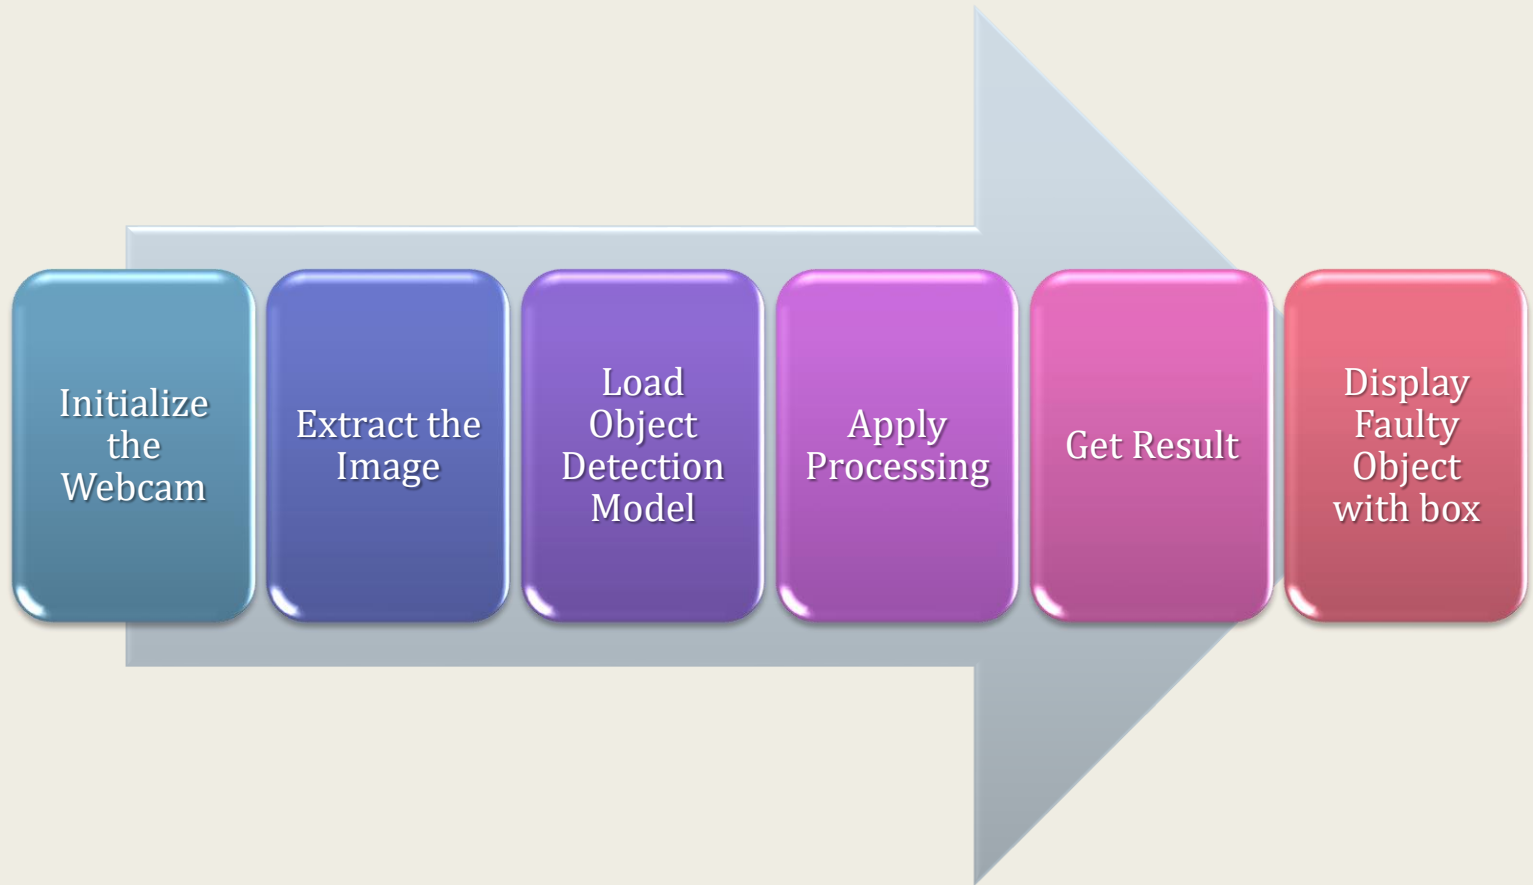 Initialize
the
Webcam
Extract the
Image
Load
Object
Detection
Model
Apply
Processing
Get Result
Display
Faulty
Object
with box